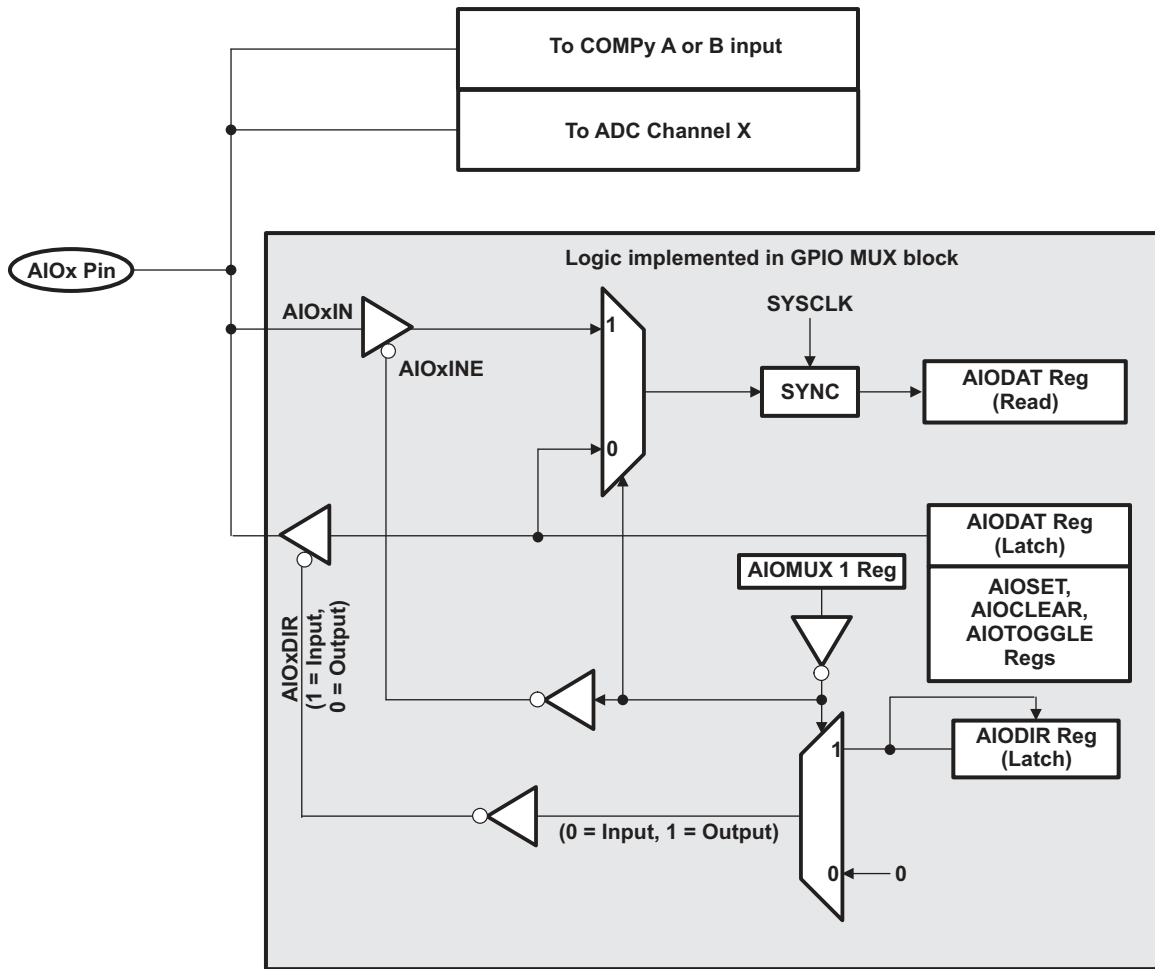 To COMPy A or B input
To ADC Channel X
AIOx Pin
Logic implemented in GPIO MUX block
AIOxIN
AIOxINE
1
0
SYSCLK
SYNC
AIODAT Reg
(Read)
AIODAT Reg
(Latch)
AIOSET,
AIOCLEAR,
AIOTOGGLE
Regs
AIOMUX 1 Reg
AIOxDIR
(1 = Input,
0 = Output)
1
AIODIR Reg
(Latch)
(0 = Input, 1 = Output)
0
0